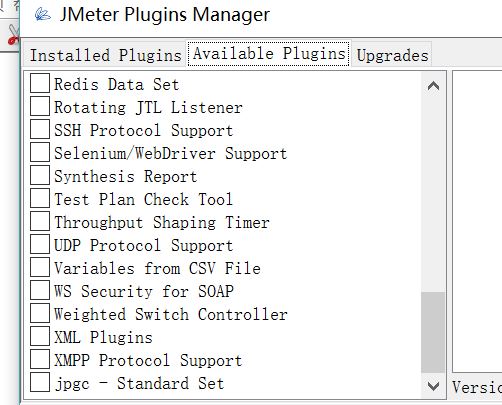 JMeter Plugins Manager
Installed Plugins Available Plugins Upgrades
Redis Data Set
Rotating JTL Listener
SSH Protocol Support
Selenium/WebDriver Support
Synthesis Report
Test Plan Check Tool
Throughput Shaping Timer
UDP Protocol Support
Variables from CSV File
WS Security for SOAP
Weighted Switch Controller
XML Plugins
XMPP Protocol Support
jpgc - Standard Set
Versio